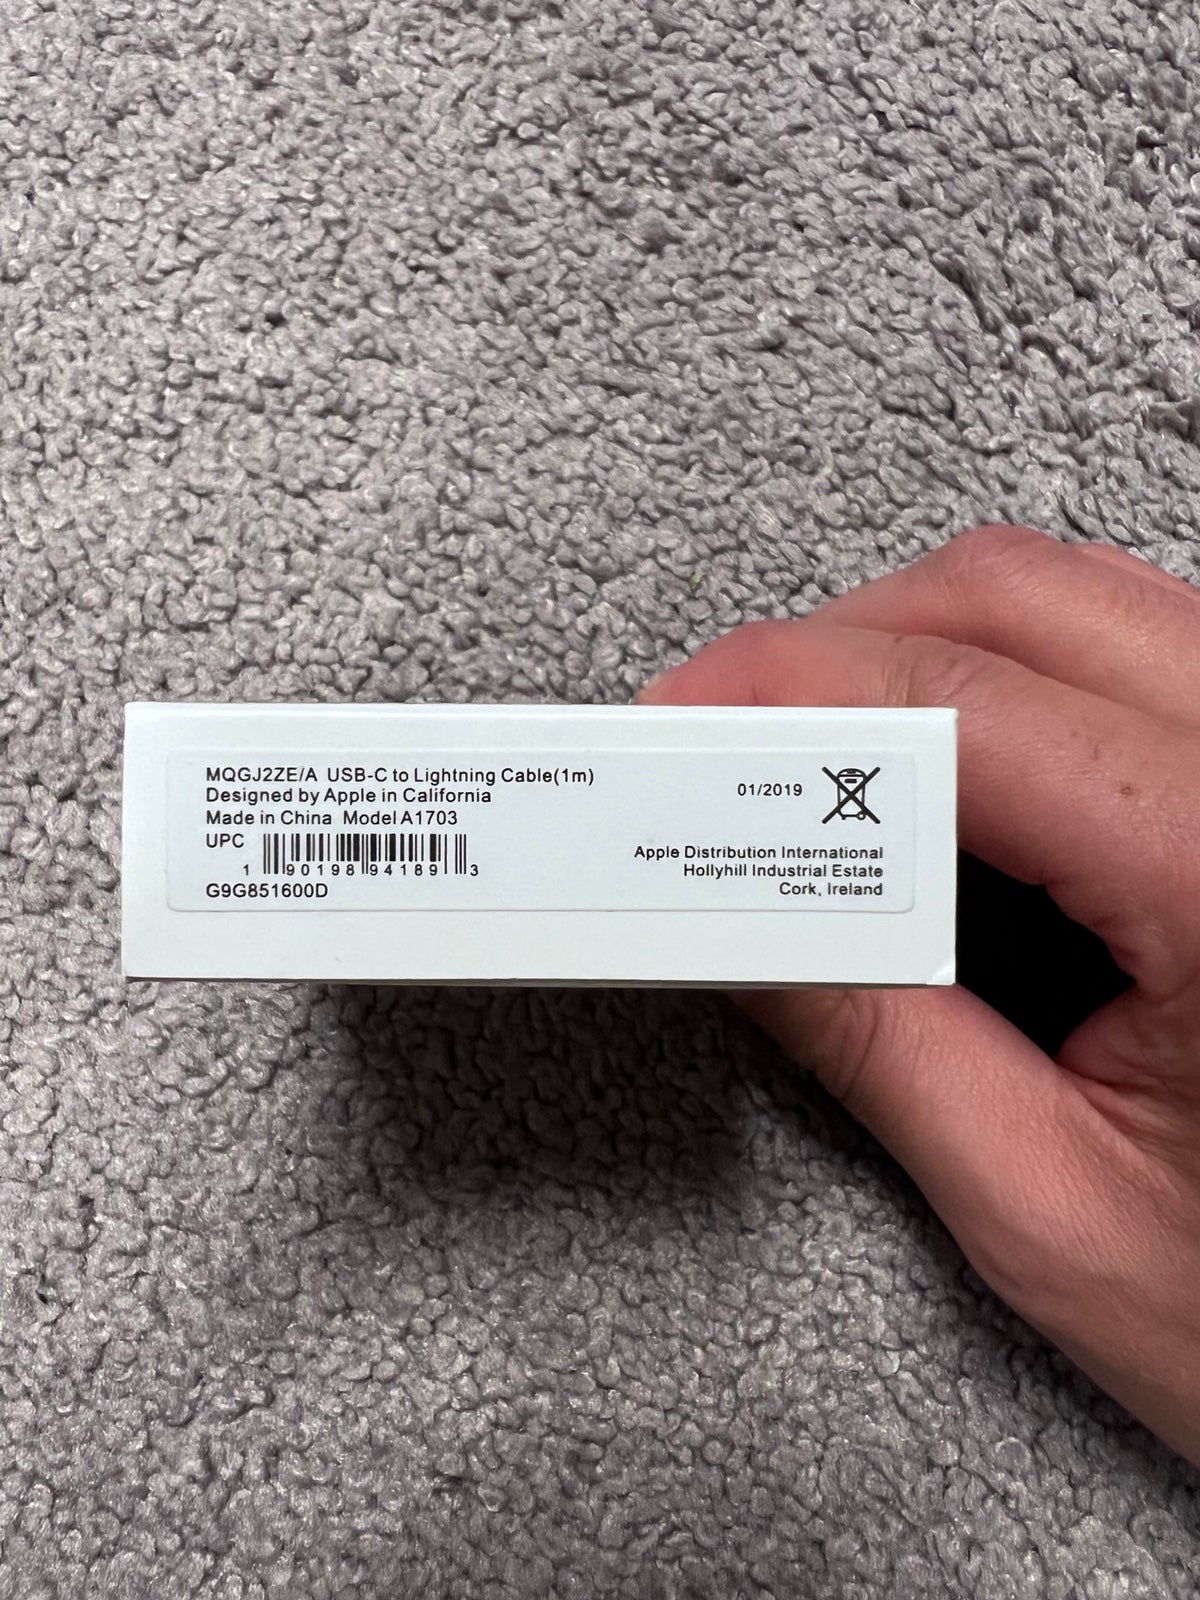 MQGJ2ZE/A USB-C to Lightning Cable(1m)
Designed by Apple in California
Made in China Model A1703
UPC
1 90198 94189 3
G9G851600D
01/2019
Apple Distribution International
Hollyhill Industrial Estate
Cork, Ireland